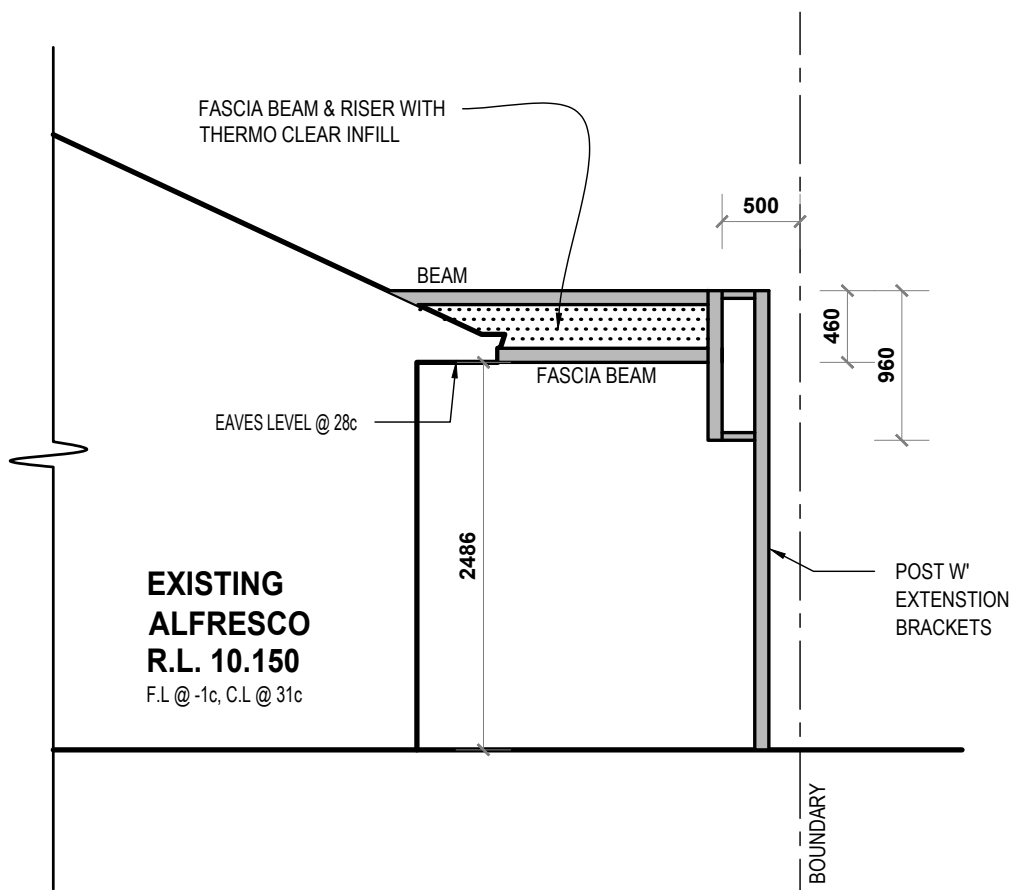 FASCIA BEAM & RISER WITH
THERMO CLEAR INFILL
500
BEAM
460
960
FASCIA BEAM
EAVES LEVEL @ 28c
2486
EXISTING
ALFRESCO
R.L. 10.150
F.L @ -1c, C.L @ 31c
POST W'
EXTENSTION
BRACKETS
BOUNDARY